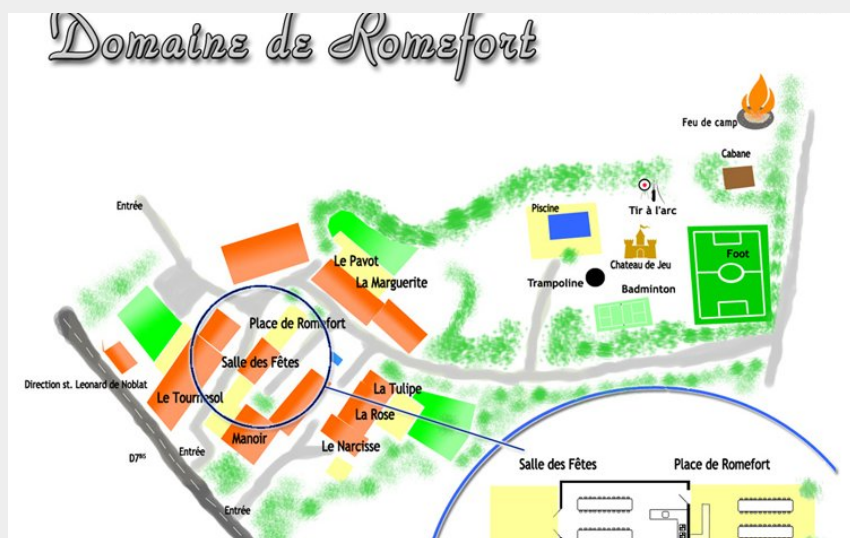 Domaine de Romefort
Feu de camp
Cabane
Entrée
Piscine
Tir à l'arc
Foot
Le Pavot
Chateau de Jeu
La Marguerite
Trampoline
Badminton
Place de Romefort
Salle des Fêtes
Direction st. Leonard de Noblat
Le Tournesol
La Tulipe
La Rose
Manoir
Le Narcisse
D7BIS
Entrée
Salle des Fêtes
Place de Romefort
Entrée